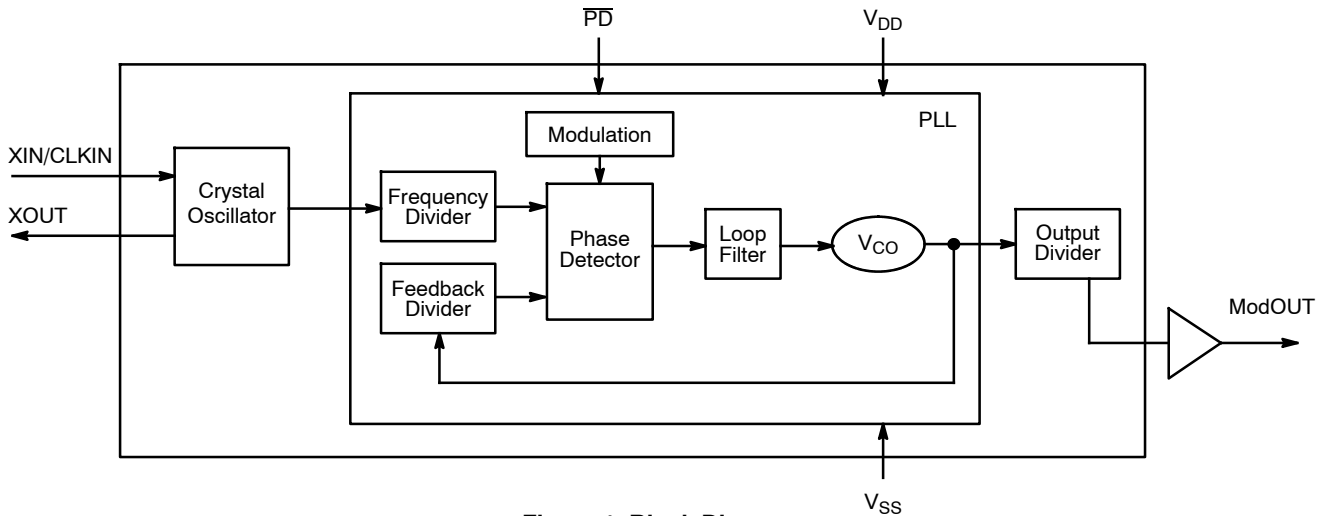 PD
VDD
PLL
Modulation
XIN/CLKIN
Crystal
Oscillator
XOUT
Frequency
Divider
Phase
Detector
Feedback
Divider
Loop
Filter
VCO
Output
Divider
ModOUT
VSS